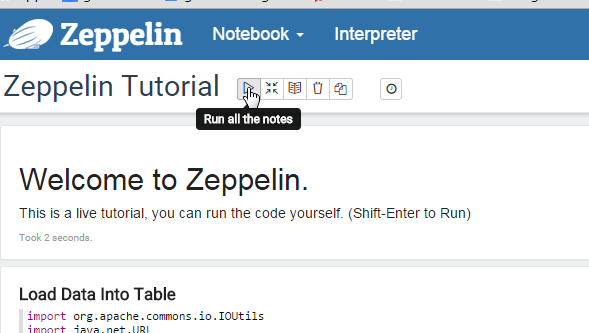 Zeppelin Notebook Interpreter
Zeppelin Tutorial
Run all the notes
Welcome to Zeppelin.
This is a live tutorial, you can run the code yourself. (Shift-Enter to Run)
Took 2 seconds.
Load Data Into Table
import org.apache.commons.io.IOUtils
import java.net.URL